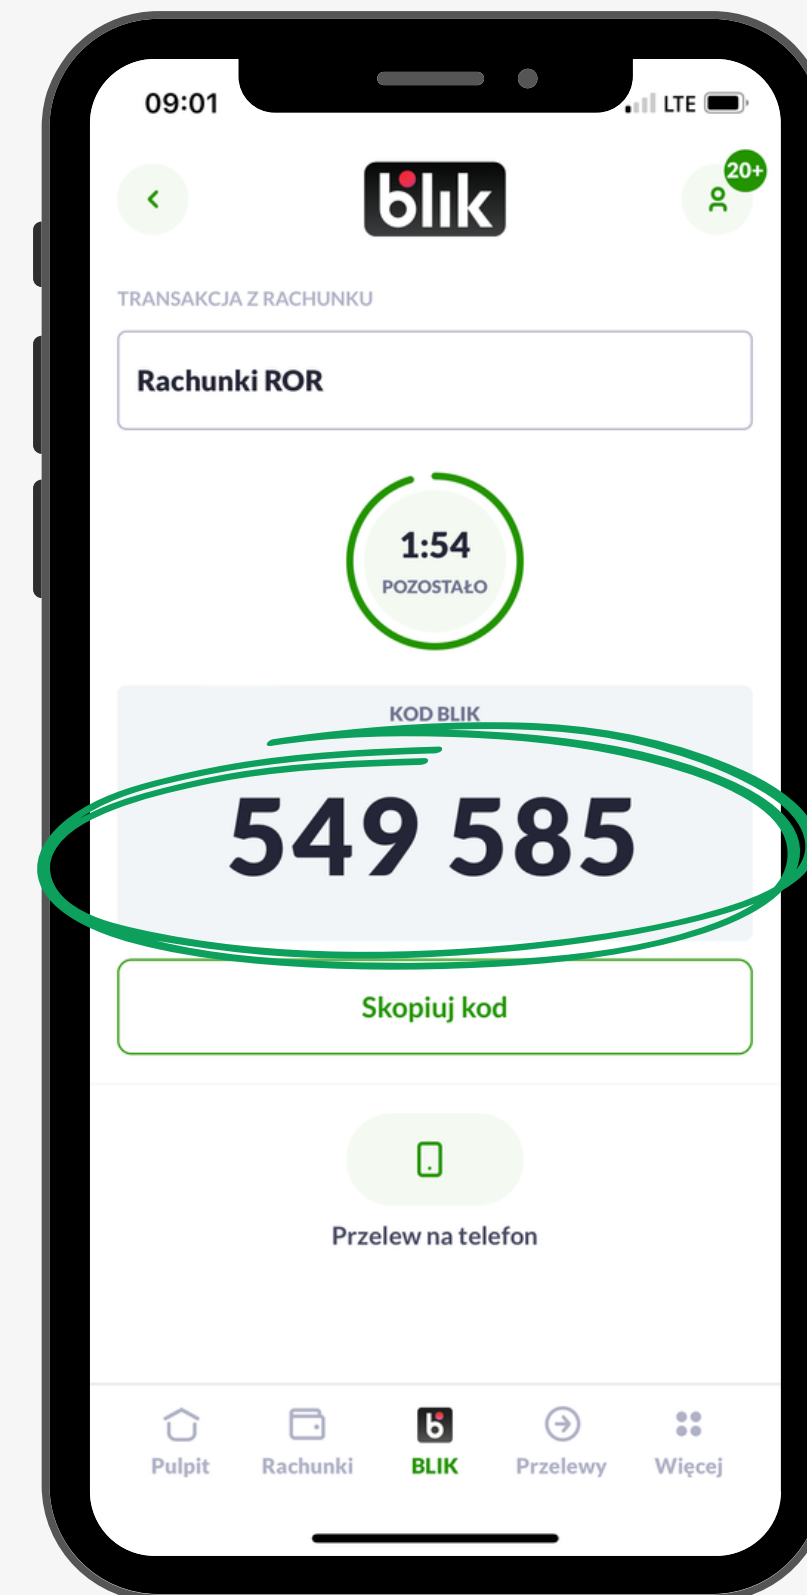 09:01
LTE
blik
20+
TRANSAKCJA Z RACHUNKU
Rachunki ROR
1:54
POZOSTAŁO
KOD BLIK
549 585
Skopiuj kod
Przelew na telefon
Pulpit Rachunki BLIK Przelewy Więcej